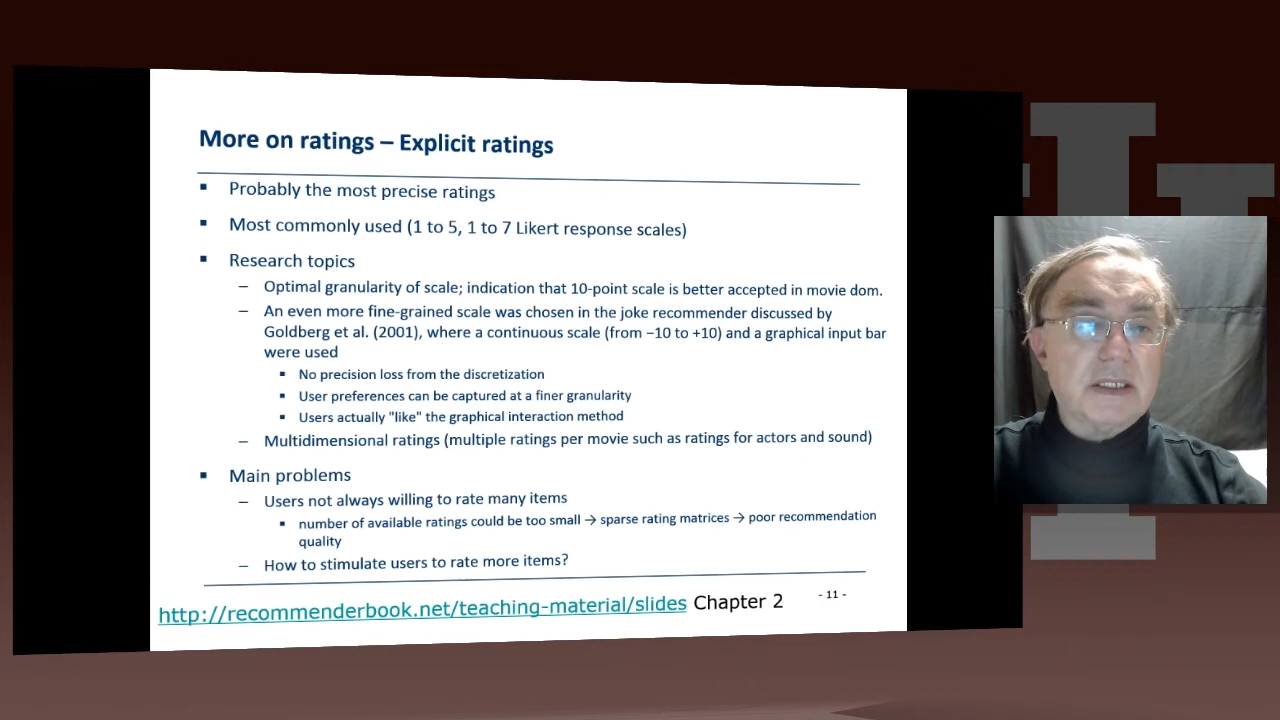 More on ratings – Explicit ratings
▪ Probably the most precise ratings
▪ Most commonly used (1 to 5, 1 to 7 Likert response scales)
▪ Research topics
– Optimal granularity of scale; indication that 10-point scale is better accepted in movie dom.
– An even more fine-grained scale was chosen in the joke recommender discussed by
Goldberg et al. (2001), where a continuous scale (from −10 to +10) and a graphical input bar
were used
▪ No precision loss from the discretization
▪ User preferences can be captured at a finer granularity
▪ Users actually "like" the graphical interaction method
– Multidimensional ratings (multiple ratings per movie such as ratings for actors and sound)
▪ Main problems
– Users not always willing to rate many items
▪ number of available ratings could be too small → sparse rating matrices → poor recommendation
quality
– How to stimulate users to rate more items?
http://recommenderbook.net/teaching-material/slides Chapter 2
- 11 -